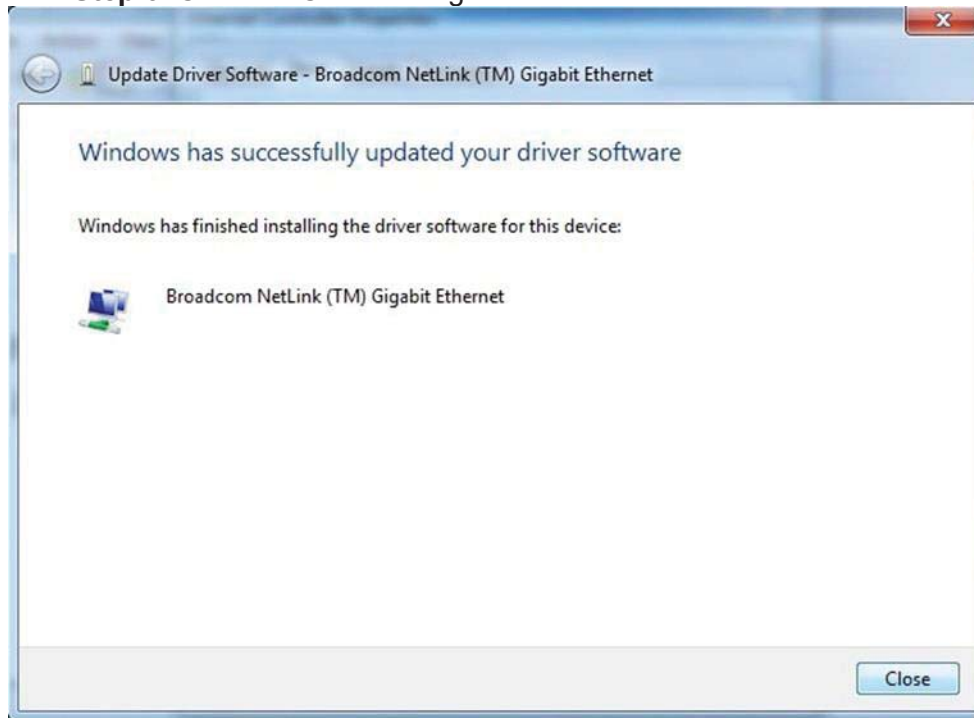 Update Driver Software - Broadcom NetLink (TM) Gigabit Ethernet
Windows has successfully updated your driver software
Windows has finished installing the driver software for this device:
Broadcom NetLink (TM) Gigabit Ethernet
Close